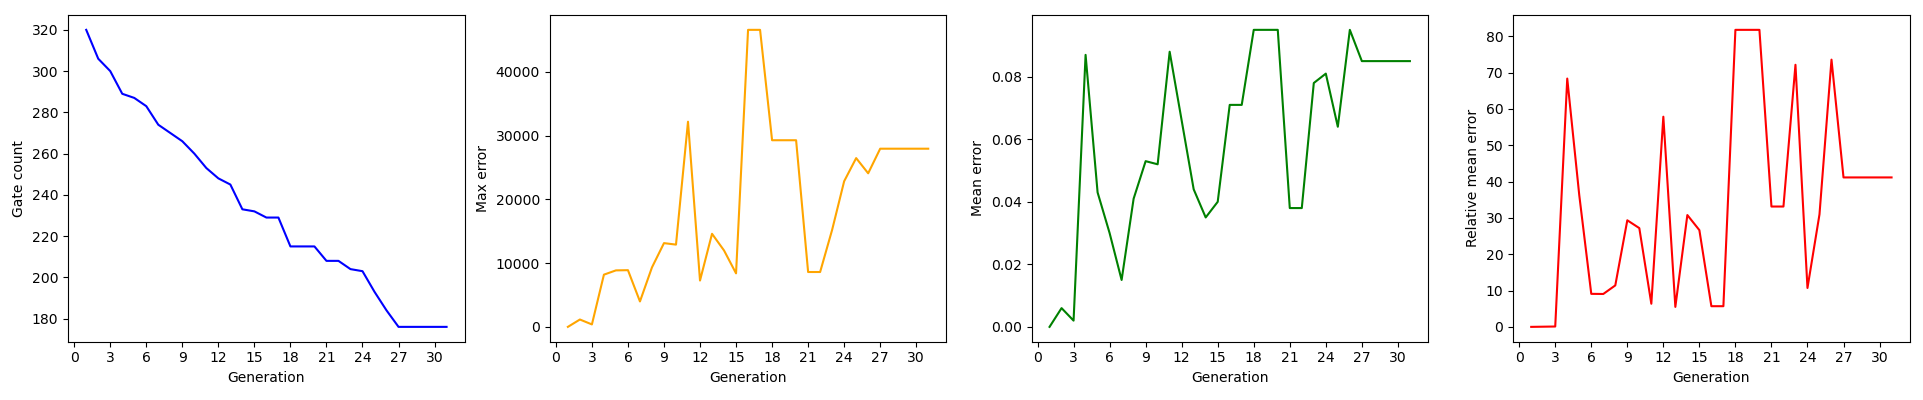 320
300
280
260
240
220
200
180
Gate count
0 3 6 9 12 15 18 21 24 27 30
Generation
40000
30000
20000
10000
0
Max error
0 3 6 9 12 15 18 21 24 27 30
Generation
0.08
0.06
0.04
0.02
0.00
Mean error
0 3 6 9 12 15 18 21 24 27 30
Generation
80
70
60
50
40
30
20
10
0
Relative mean error
0 3 6 9 12 15 18 21 24 27 30
Generation